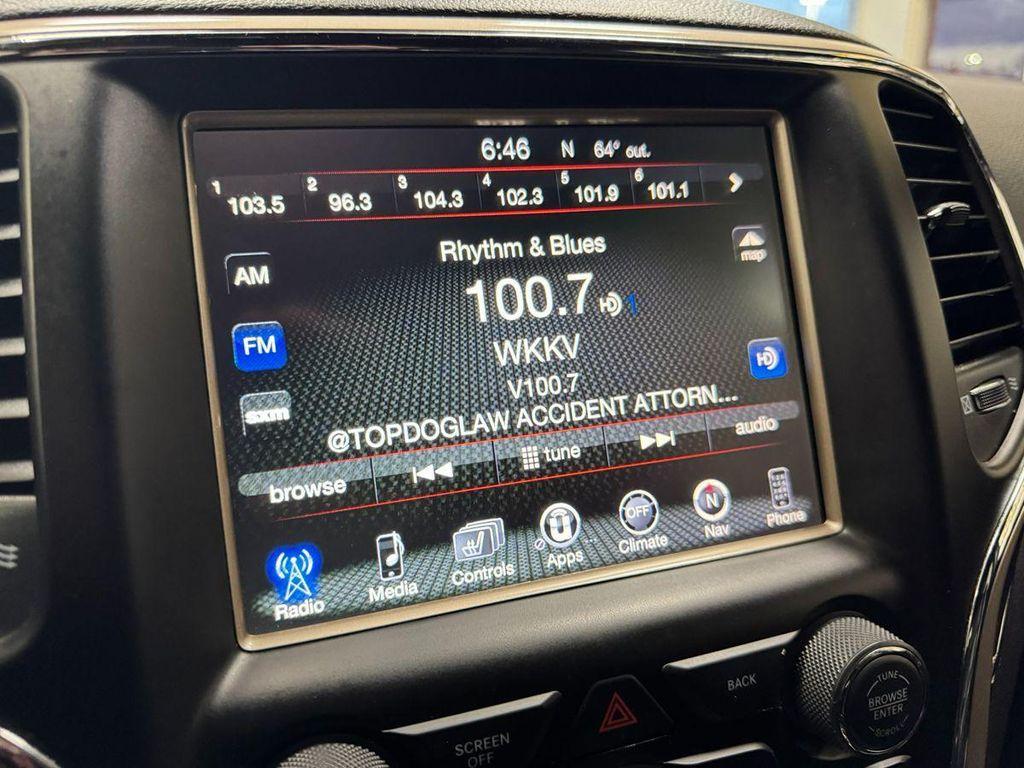 6:46 N 64° out.
1 103.5 2 96.3 3 104.3 4 102.3 5 101.9 6 101.1
Rhythm & Blues
map
AM
100.7 HD 1
FM
WKKV
HD
V100.7
sxm
@TOPDOGLAW ACCIDENT ATTORN...
browse tune audio
Radio Media Controls Apps OFF Climate N Nav Phone
BACK
TUNE
BROWSE
ENTER
SCROLL
SCREEN
OFF